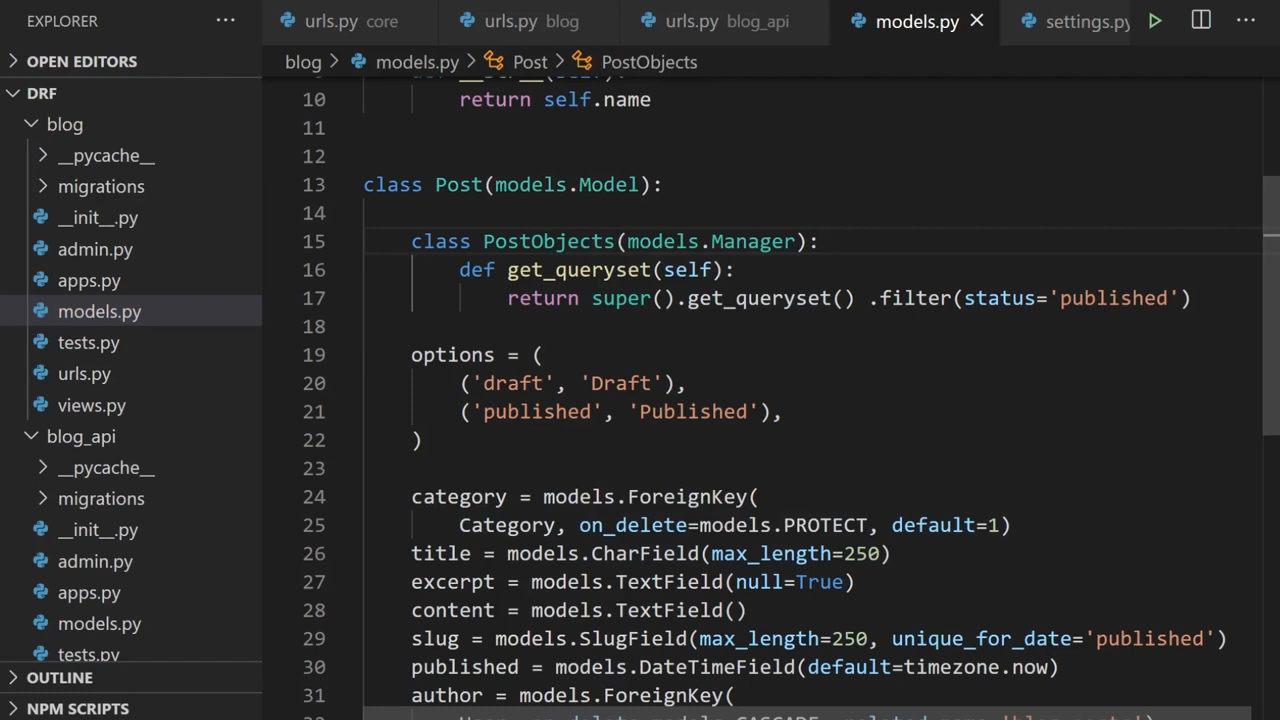 EXPLORER
urls.py core
urls.py blog
urls.py blog_api
models.py
settings.py
OPEN EDITORS
blog > models.py > Post > PostObjects
DRF
blog
__pycache__
migrations
__init__.py
admin.py
apps.py
models.py
tests.py
urls.py
views.py
blog_api
__pycache__
migrations
__init__.py
admin.py
apps.py
models.py
tests.py
OUTLINE
NPM SCRIPTS
10 return self.name
11
12
13 class Post(models.Model):
14
15 class PostObjects(models.Manager):
16 def get_queryset(self):
17 return super().get_queryset() .filter(status='published')
18
19 options = (
20 ('draft', 'Draft'),
21 ('published', 'Published'),
22 )
23
24 category = models.ForeignKey(
25 Category, on_delete=models.PROTECT, default=1)
26 title = models.CharField(max_length=250)
27 excerpt = models.TextField(null=True)
28 content = models.TextField()
29 slug = models.SlugField(max_length=250, unique_for_date='published')
30 published = models.DateTimeField(default=timezone.now)
31 author = models.ForeignKey(